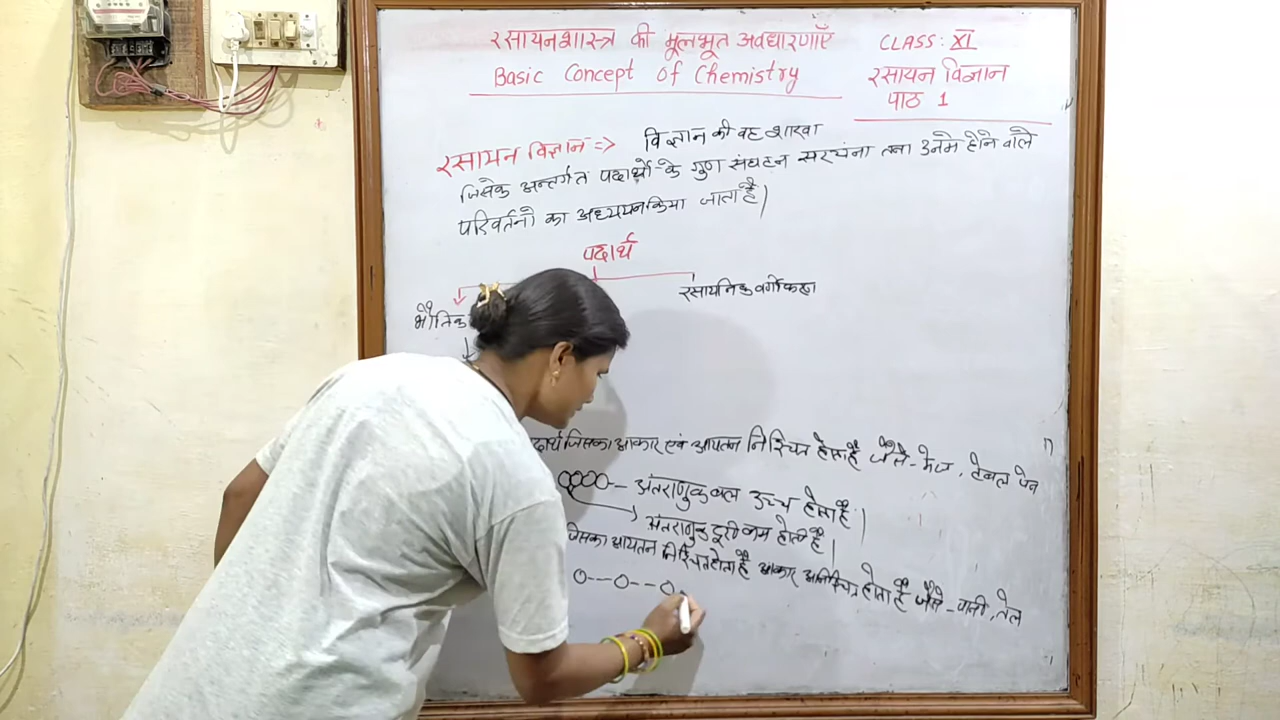 रसायनशास्त्र की मूलभूत अवधारणाएँ
Basic Concept of Chemistry
CLASS: XI
रसायन विज्ञान
पाठ 1
रसायन विज्ञान => विज्ञान की वह शाखा
जिसके अन्तर्गत पदार्थो के गुण संघटन सरचंना तथा उनमे होने वाले
परिवर्तनो का अध्ययन किया जाता है|
पदार्थ
भौतिक
रसायनिक वर्गीकरण
जिसका आकार एवं आयतन निश्चित होता है जैसे - मेज, टेबल पेन
अंतराणुक बल उच्च होता है|
अंतराणुक दूरी कम होती है|
जिसका आयतन निश्चित होता है आकार अनिश्चित होता है जैसे - पानी, तेल